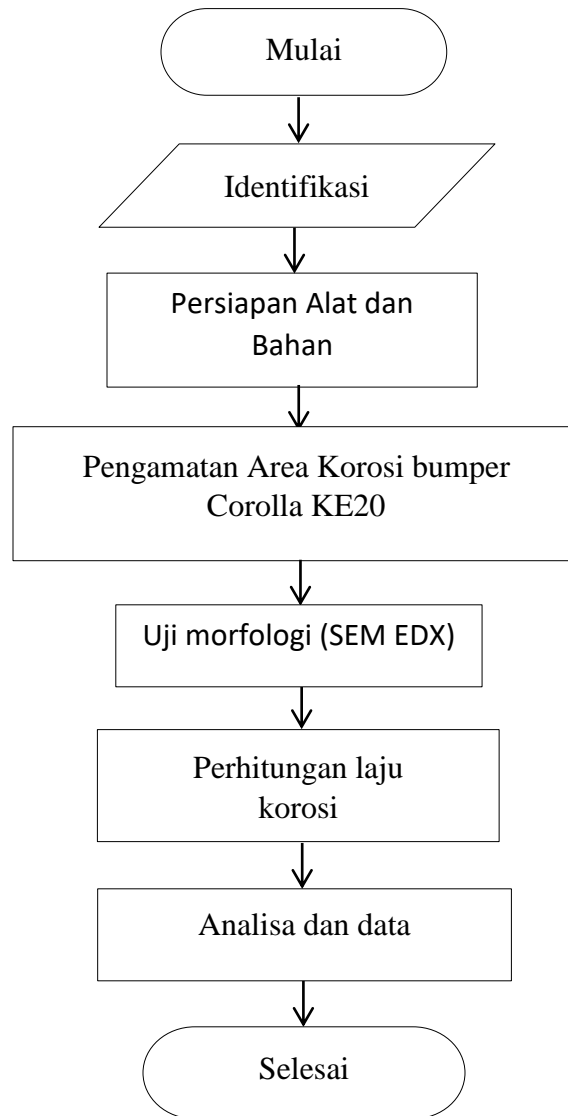 Mulai
Identifikasi
Persiapan Alat dan
Bahan
Pengamatan Area Korosi bumper
Corolla KE20
Uji morfologi (SEM EDX)
Perhitungan laju
korosi
Analisa dan data
Selesai